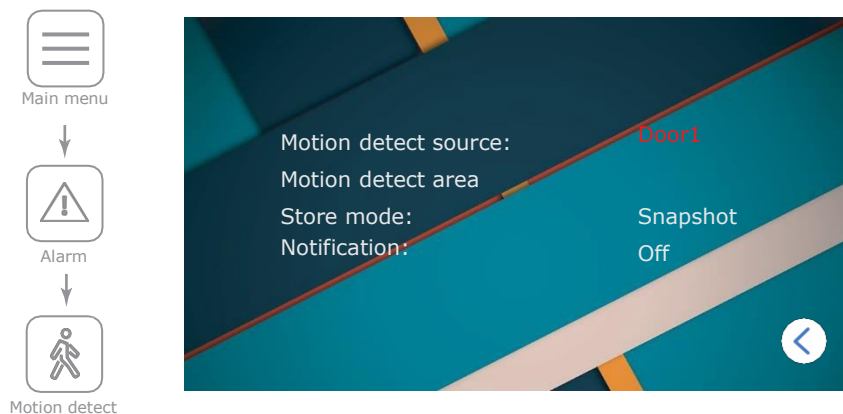 Main menu
Alarm
Motion detect
Motion detect source: Door1
Motion detect area
Store mode: Snapshot
Notification: Off